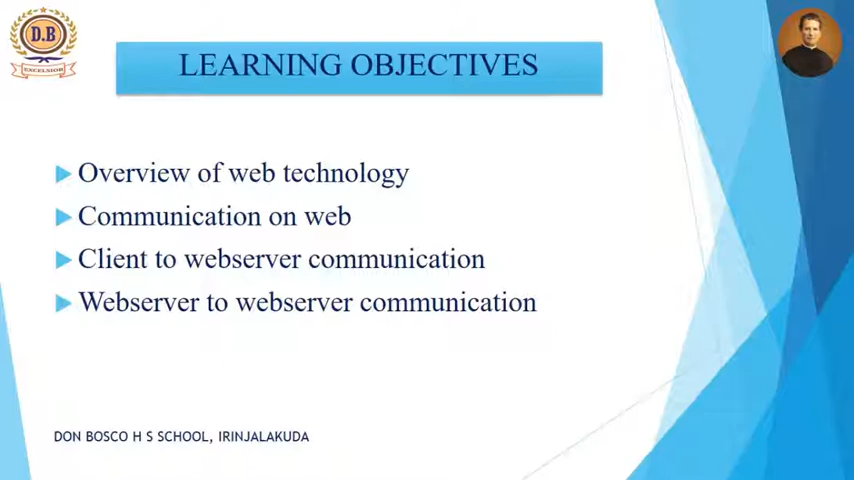 D.B
EXCELSIOR
LEARNING OBJECTIVES
Overview of web technology
Communication on web
Client to webserver communication
Webserver to webserver communication
DON BOSCO H S SCHOOL, IRINJALAKUDA